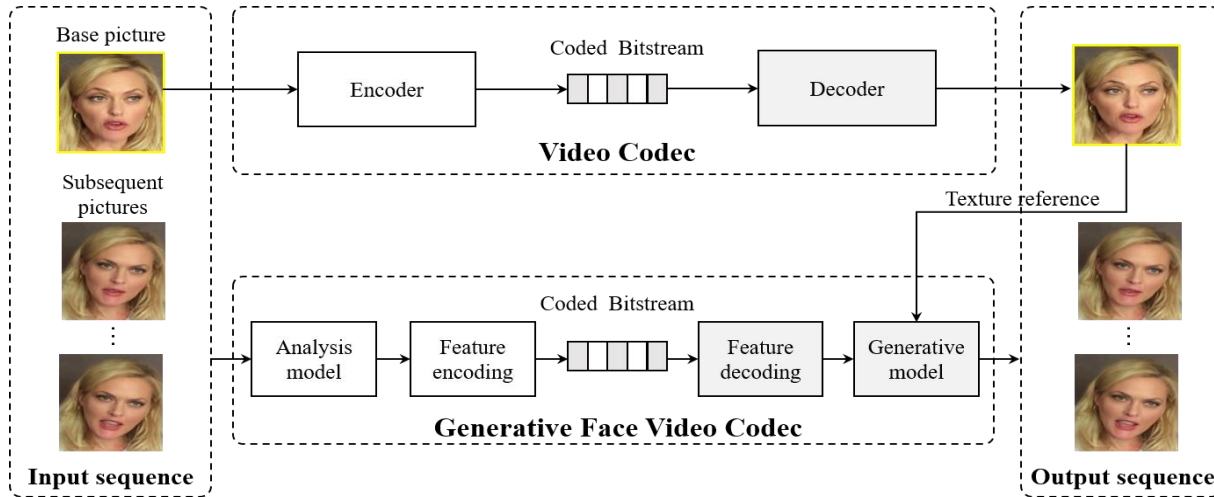 Base picture
Coded Bitstream
Encoder
Decoder
Video Codec
Subsequent
pictures
Texture reference
Coded Bitstream
Analysis
model
Feature
encoding
Feature
decoding
Generative
model
Generative Face Video Codec
Input sequence
Output sequence